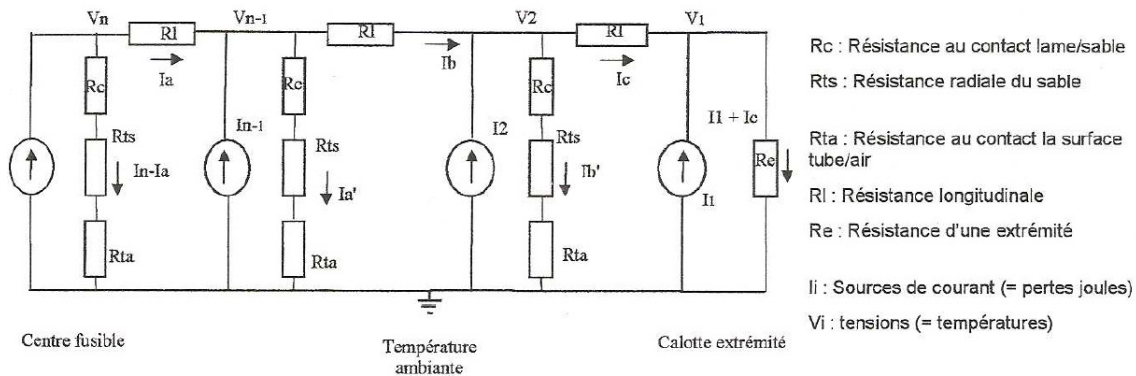 Vn
Rl
Vn-1
Rl
V2
Rl
V1
Ia
Ib
Ic
Rc
Rc
Rc
Rts
In-Ia
Rta
In-1
Rts
Ia'
Rta
I2
Rts
Ib'
Rta
I1
I1 + Ic
Re
Centre fusible
Température
ambiante
Calotte extrémité
Rc : Résistance au contact lame/sable
Rts : Résistance radiale du sable
Rta : Résistance au contact la surface
tube/air
Rl : Résistance longitudinale
Re : Résistance d'une extrémité
Ii : Sources de courant (= pertes joules)
Vi : tensions (= températures)